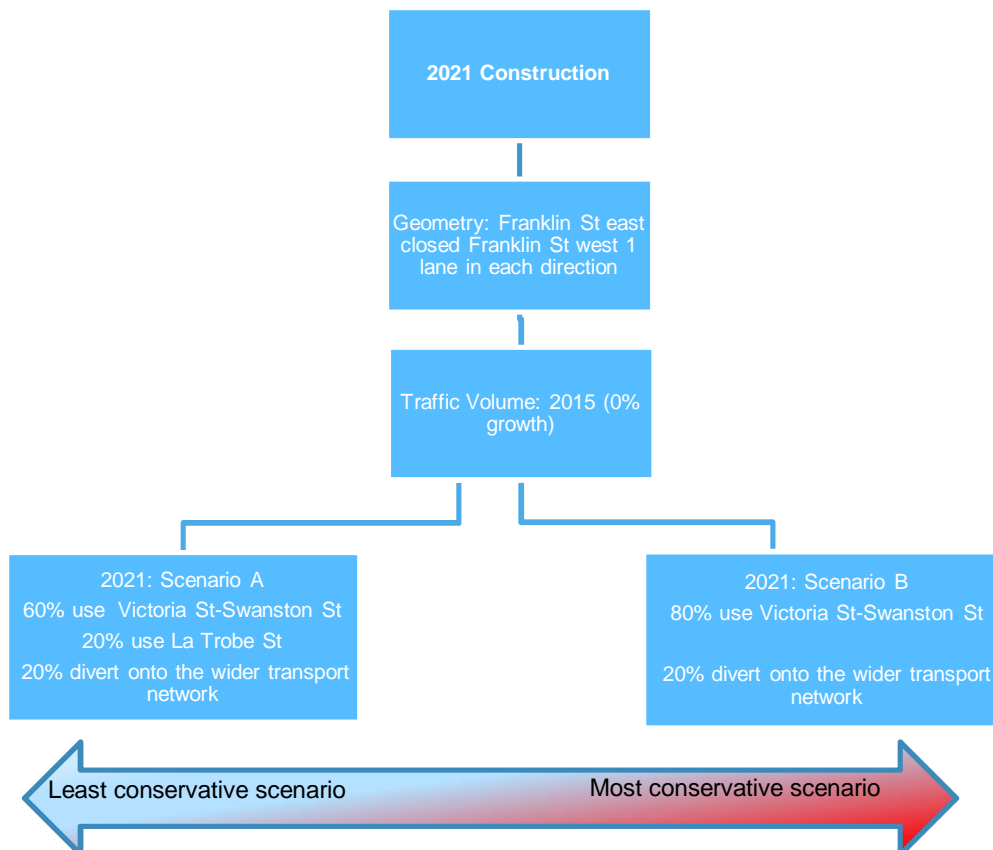 2021 Construction
Geometry: Franklin St east
closed Franklin St west 1
lane in each direction
Traffic Volume: 2015 (0%
growth)
2021: Scenario A
60% use Victoria St-Swanston St
20% use La Trobe St
20% divert onto the wider transport
network
2021: Scenario B
80% use Victoria St-Swanston St
20% divert onto the wider transport
network
Least conservative scenario
Most conservative scenario